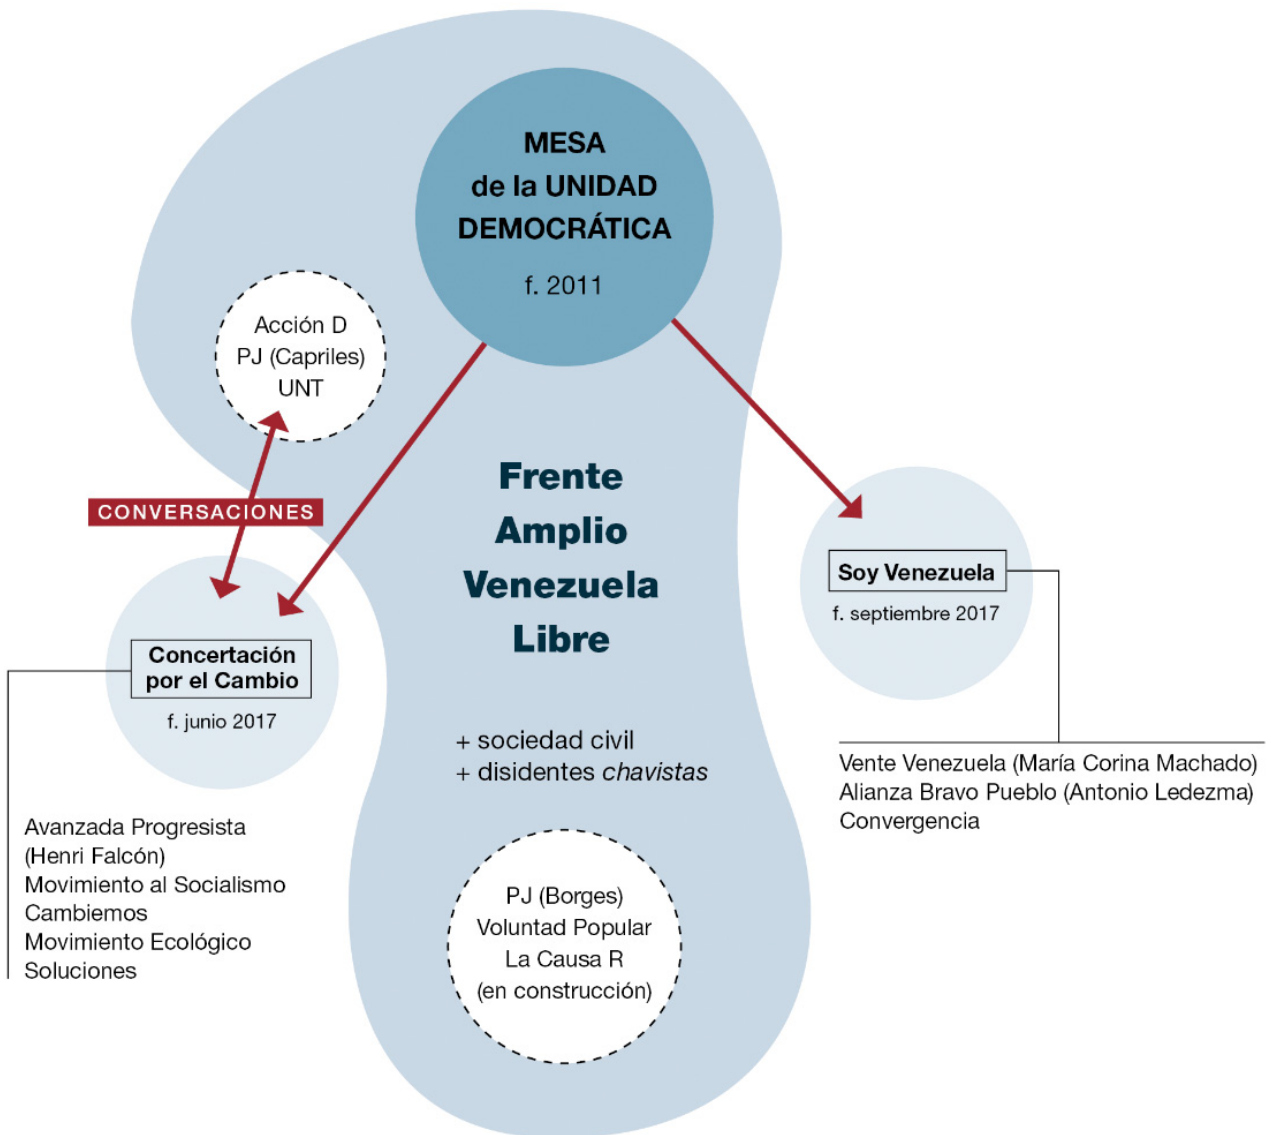 MESA
de la UNIDAD
DEMOCRÁTICA
f. 2011
Acción D
PJ (Capriles)
UNT
CONVERSACIONES
Frente
Amplio
Venezuela
Libre
+ sociedad civil
+ disidentes chavistas
Soy Venezuela
f. septiembre 2017
Vente Venezuela (María Corina Machado)
Alianza Bravo Pueblo (Antonio Ledezma)
Convergencia
Concertación
por el Cambio
f. junio 2017
Avanzada Progresista
(Henri Falcón)
Movimiento al Socialismo
Cambiemos
Movimiento Ecológico
Soluciones
PJ (Borges)
Voluntad Popular
La Causa R
(en construcción)